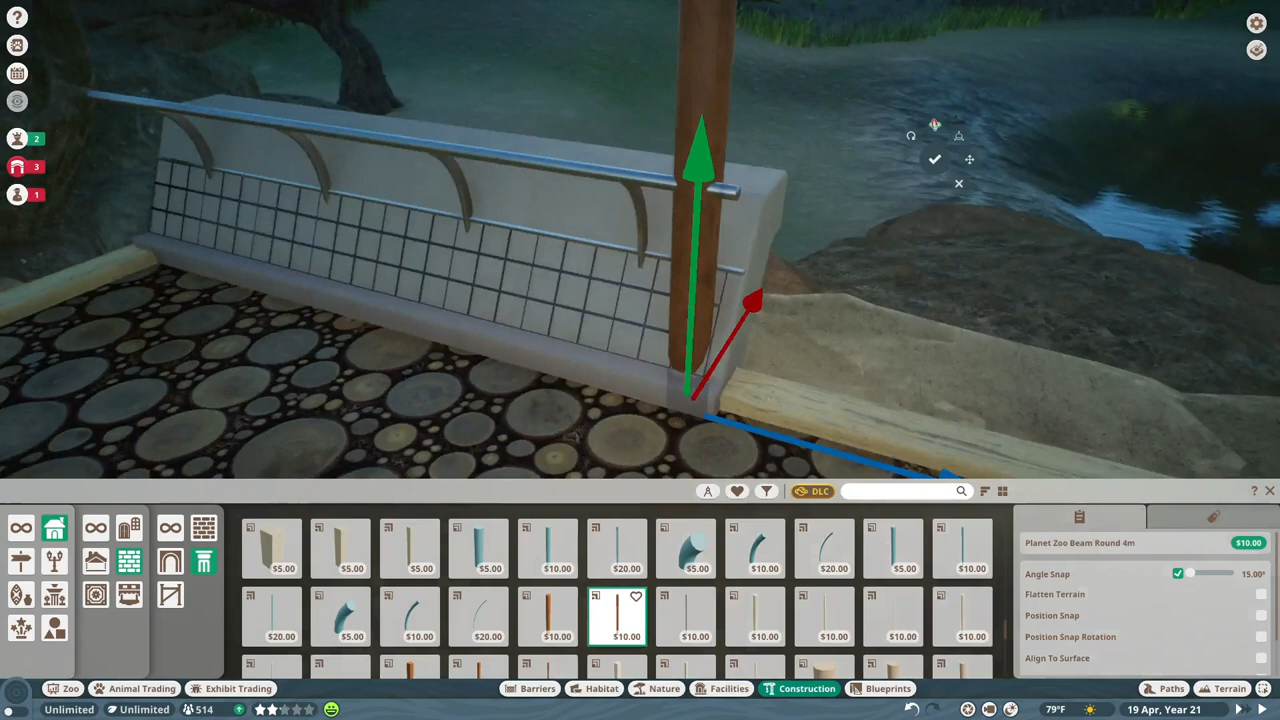 ?
2
3
1
DLC
?
$5.00 $5.00 $5.00 $5.00 $10.00 $20.00 $5.00 $10.00 $20.00 $5.00 $10.00
$20.00 $5.00 $10.00 $20.00 $10.00 $10.00 $10.00 $10.00 $20.00 $5.00 $10.00
Planet Zoo Beam Round 4m $10.00
Angle Snap 15.00°
Flatten Terrain
Position Snap
Position Snap Rotation
Align To Surface
Zoo Animal Trading Exhibit Trading Barriers Habitat Nature Facilities Construction Blueprints Paths Terrain
Unlimited Unlimited 514 79°F 19 Apr, Year 21